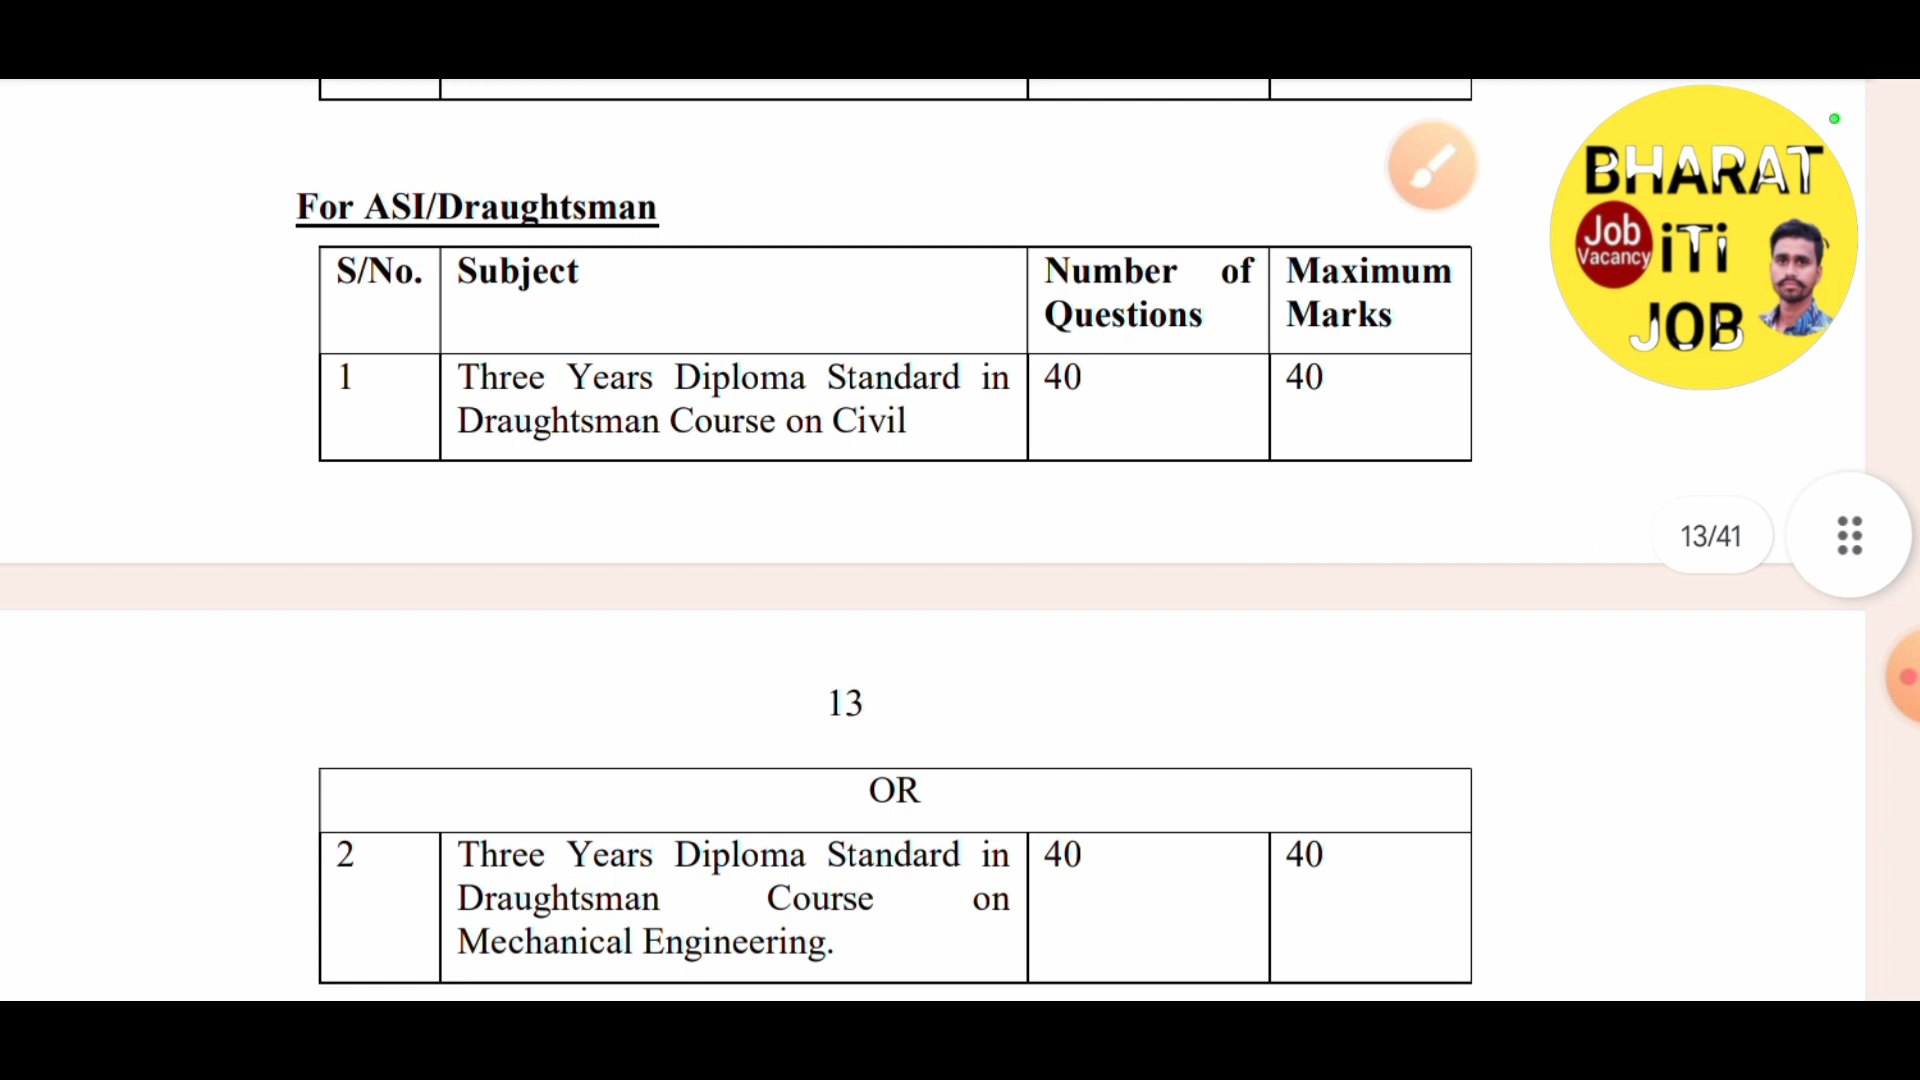 For ASI/Draughtsman
S/No. Subject Number of Maximum
Questions Marks
1 Three Years Diploma Standard in 40 40
Draughtsman Course on Civil
BHARAT
Job
Vacancy
iTi
JOB
13/41
13
OR
2 Three Years Diploma Standard in 40 40
Draughtsman Course on
Mechanical Engineering.